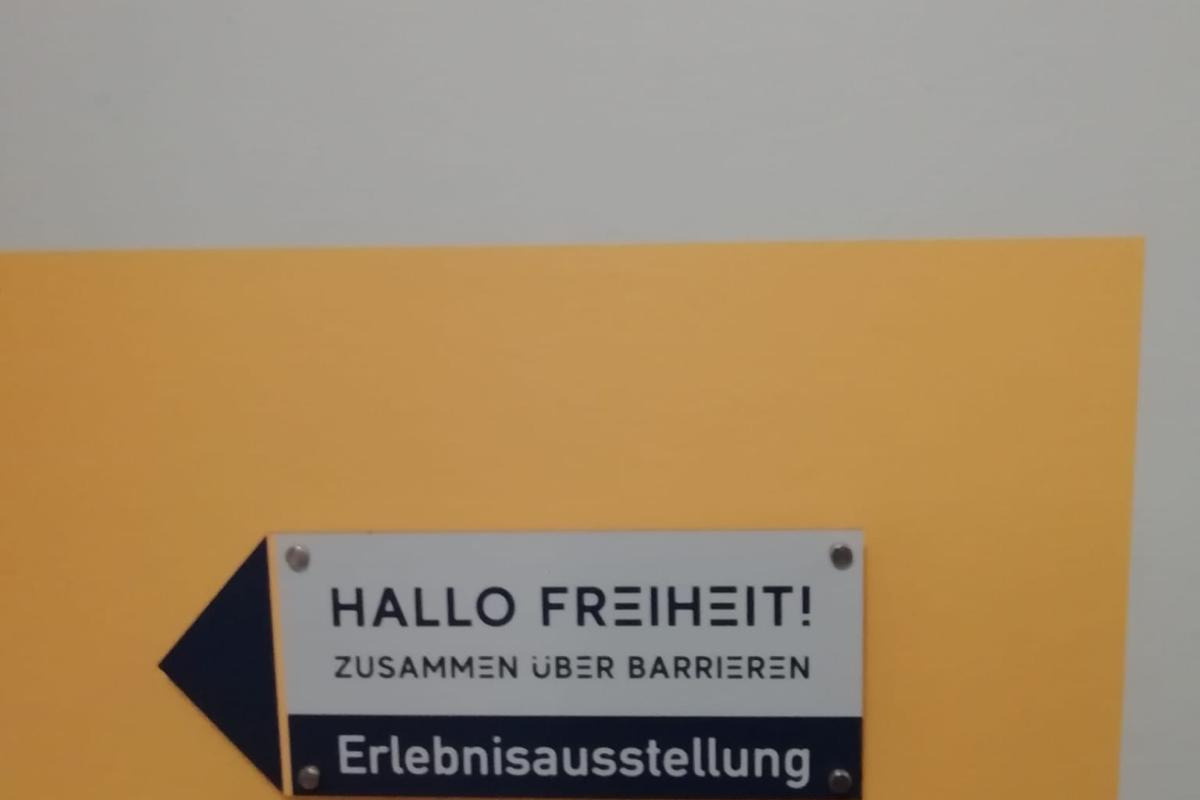 HALLO FREIHEIT!
ZUSAMMEN ÜBER BARRIEREN
Erlebnisausstellung